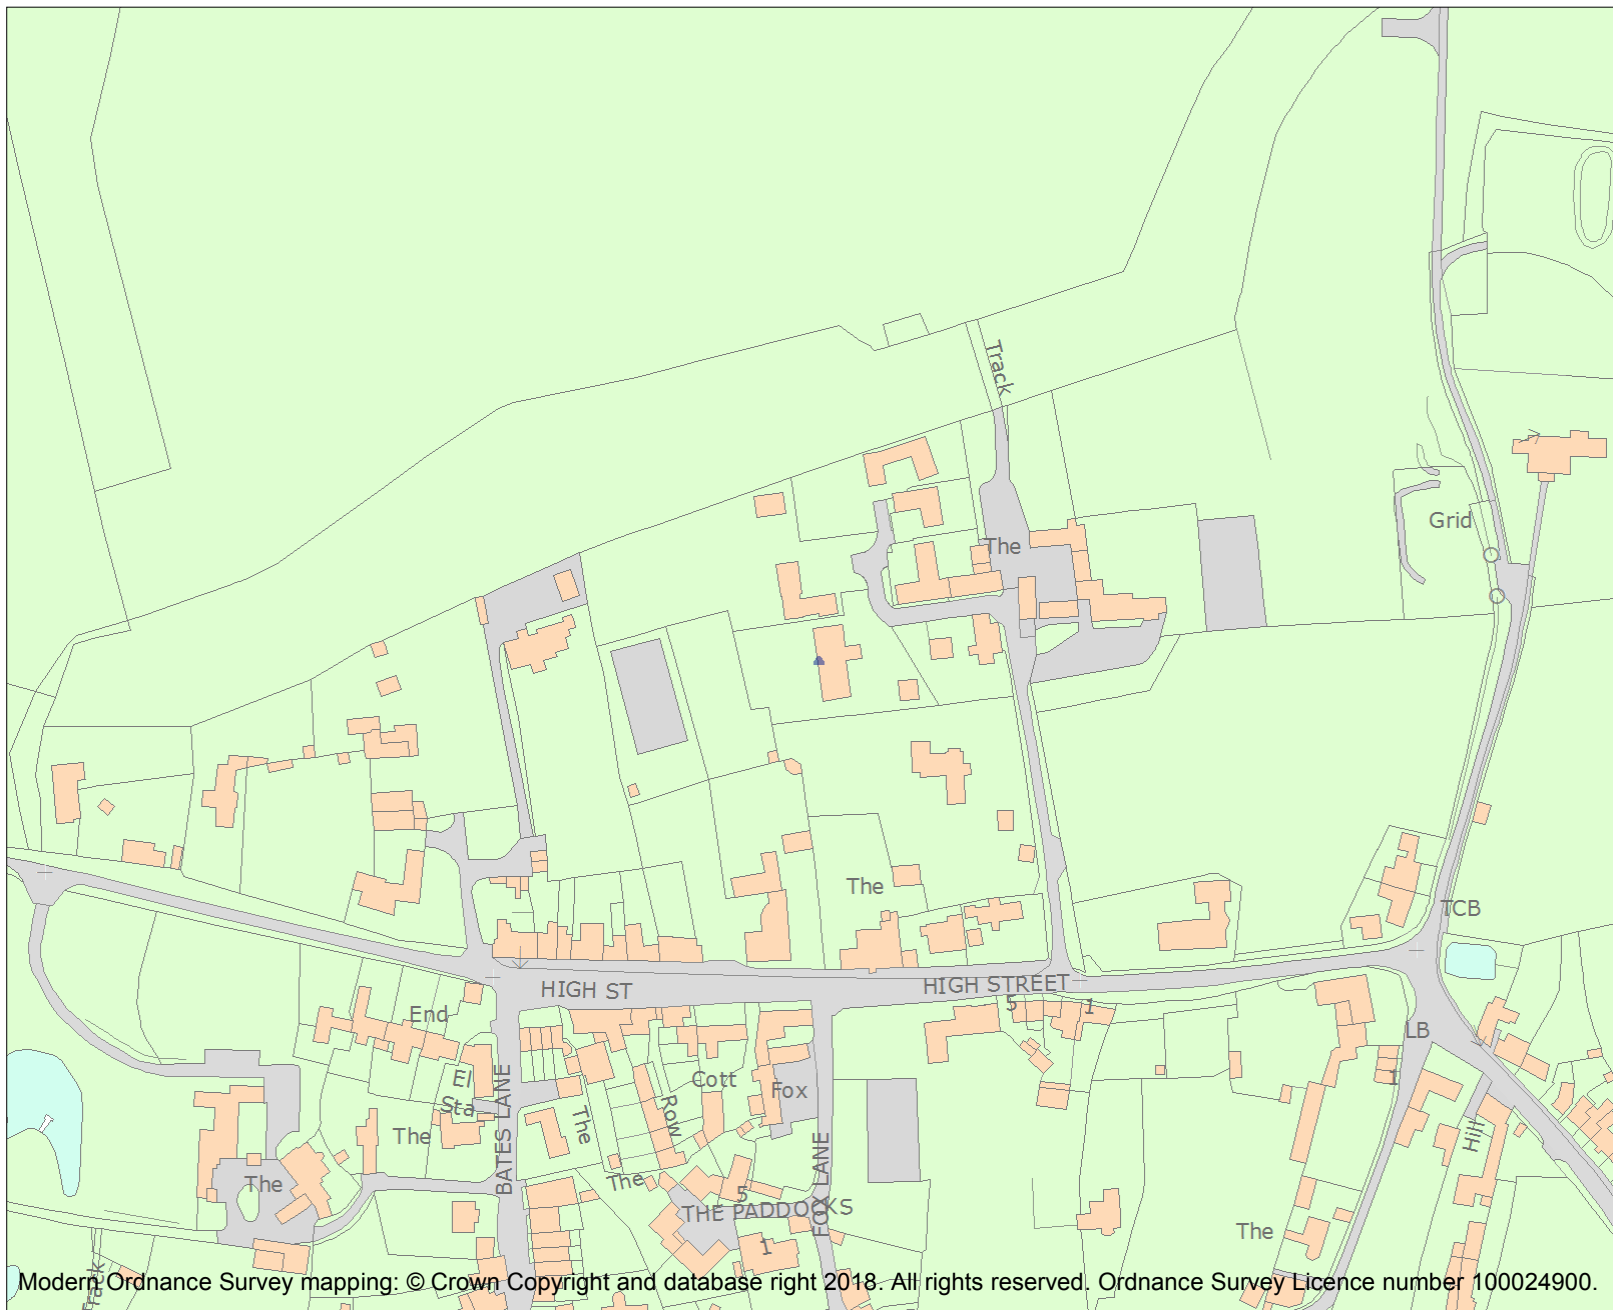 Track
Grid
The
TCB
The
HIGH ST
HIGH STREET
5
1
End
LB
El
Sta
BATES LANE
Cott
Fox
1
The
The
Row
FOX LANE
Hill
The
The
5
THE PADDOCKS
The
1
Track
Modern Ordnance Survey mapping: © Crown Copyright and database right 2018. All rights reserved. Ordnance Survey Licence number 100024900.